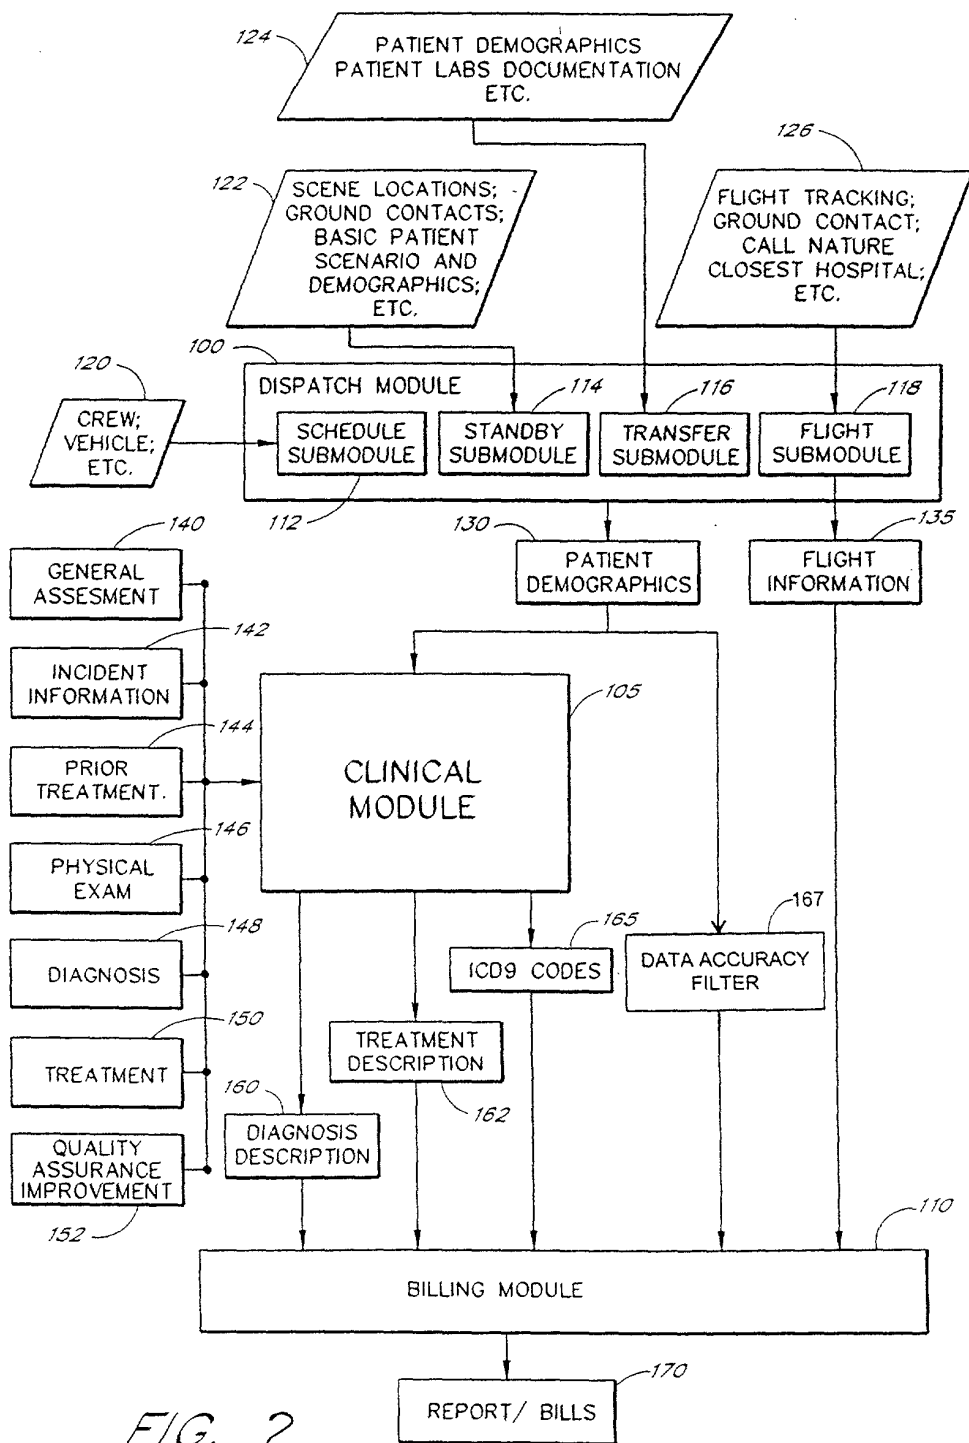 124
PATIENT DEMOGRAPHICS
PATIENT LABS DOCUMENTATION
ETC.
126
122
SCENE LOCATIONS;
GROUND CONTACTS;
BASIC PATIENT
SCENARIO AND
DEMOGRAPHICS;
ETC.
FLIGHT TRACKING;
GROUND CONTACT;
CALL NATURE
CLOSEST HOSPITAL;
ETC.
100
120
DISPATCH MODULE
114
116
118
CREW;
VEHICLE;
ETC.
SCHEDULE
SUBMODULE
STANDBY
SUBMODULE
TRANSFER
SUBMODULE
FLIGHT
SUBMODULE
112
130
135
140
GENERAL
ASSESMENT
PATIENT
DEMOGRAPHICS
FLIGHT
INFORMATION
142
INCIDENT
INFORMATION
105
144
PRIOR
TREATMENT.
CLINICAL
MODULE
146
PHYSICAL
EXAM
148
DIAGNOSIS
165
ICD9 CODES
167
DATA ACCURACY
FILTER
150
TREATMENT
TREATMENT
DESCRIPTION
162
160
DIAGNOSIS
DESCRIPTION
QUALITY
ASSURANCE
IMPROVEMENT
152
110
BILLING MODULE
170
REPORT/ BILLS
FIG. 2